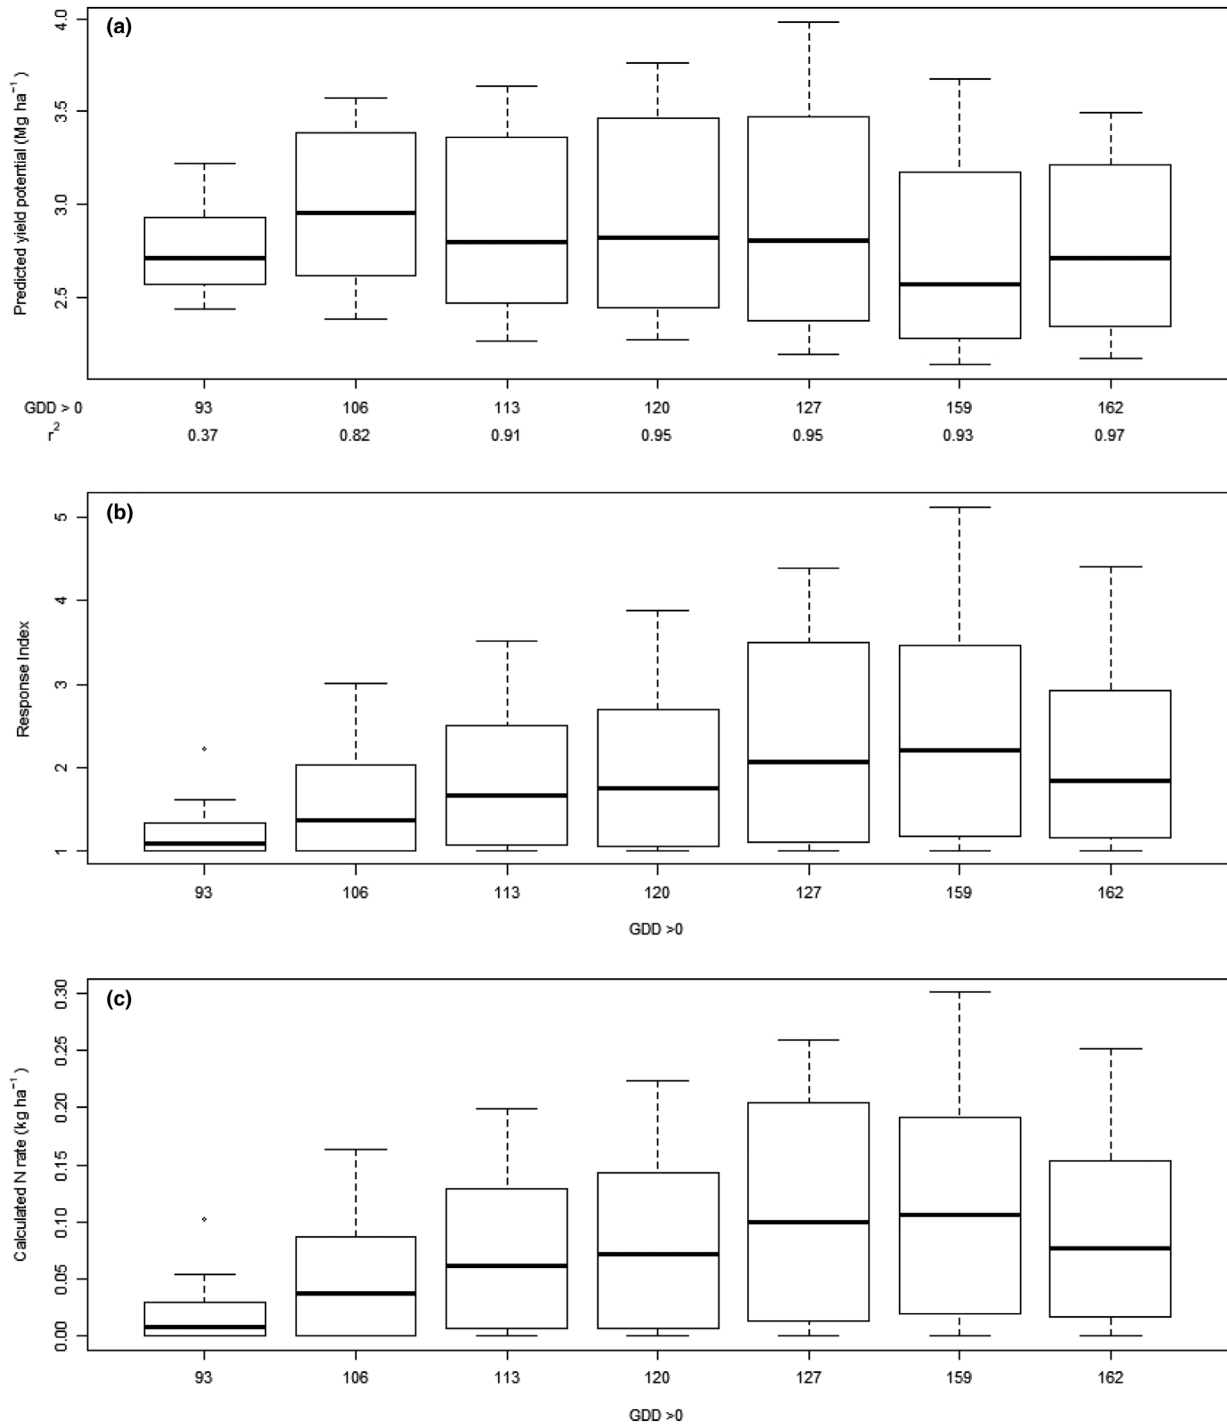 (a)
4.0
3.5
3.0
2.5
Predicted yield potential (Mg ha⁻¹)
GDD > 0 93 106 113 120 127 159 162
r² 0.37 0.82 0.91 0.95 0.95 0.93 0.97
(b)
5
4
3
2
1
Response Index
93 106 113 120 127 159 162
GDD >0
(c)
0.30
0.25
0.20
0.15
0.10
0.05
0.00
Calculated N rate (kg ha⁻¹)
93 106 113 120 127 159 162
GDD >0